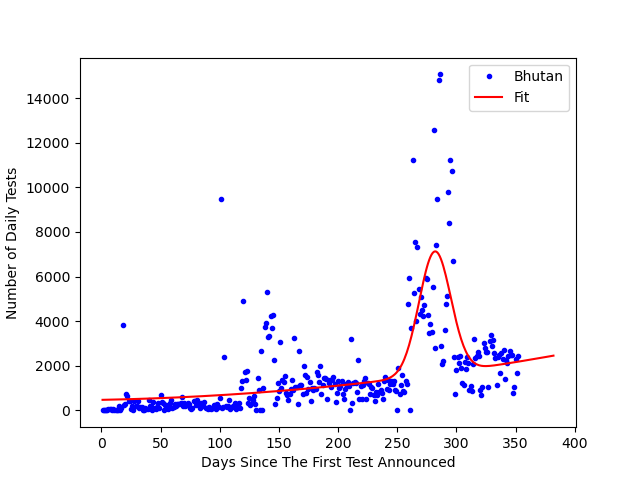 Bhutan
Fit
Number of Daily Tests
14000
12000
10000
8000
6000
4000
2000
0
0 50 100 150 200 250 300 350 400
Days Since The First Test Announced